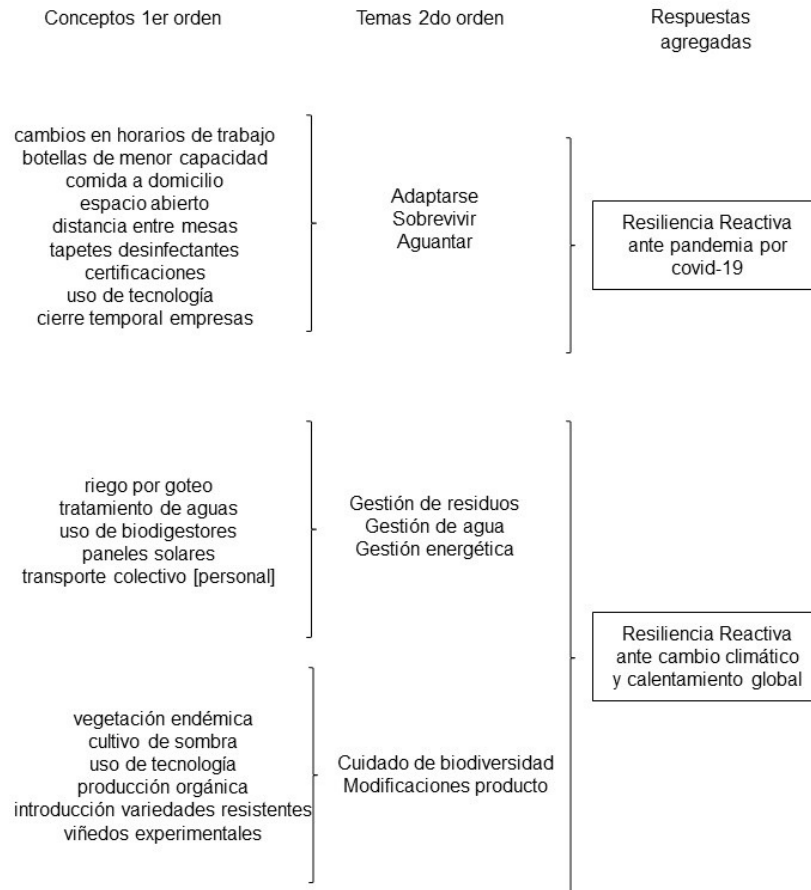 Conceptos 1er orden
Temas 2do orden
Respuestas
agregadas
cambios en horarios de trabajo
botellas de menor capacidad
comida a domicilio
espacio abierto
distancia entre mesas
tapetes desinfectantes
certificaciones
uso de tecnología
cierre temporal empresas
Adaptarse
Sobrevivir
Aguantar
Resiliencia Reactiva
ante pandemia por
covid-19
riego por goteo
tratamiento de aguas
uso de biodigestores
paneles solares
transporte colectivo [personal]
Gestión de residuos
Gestión de agua
Gestión energética
vegetación endémica
cultivo de sombra
uso de tecnología
producción orgánica
introducción variedades resistentes
viñedos experimentales
Cuidado de biodiversidad
Modificaciones producto
Resiliencia Reactiva
ante cambio climático
y calentamiento global